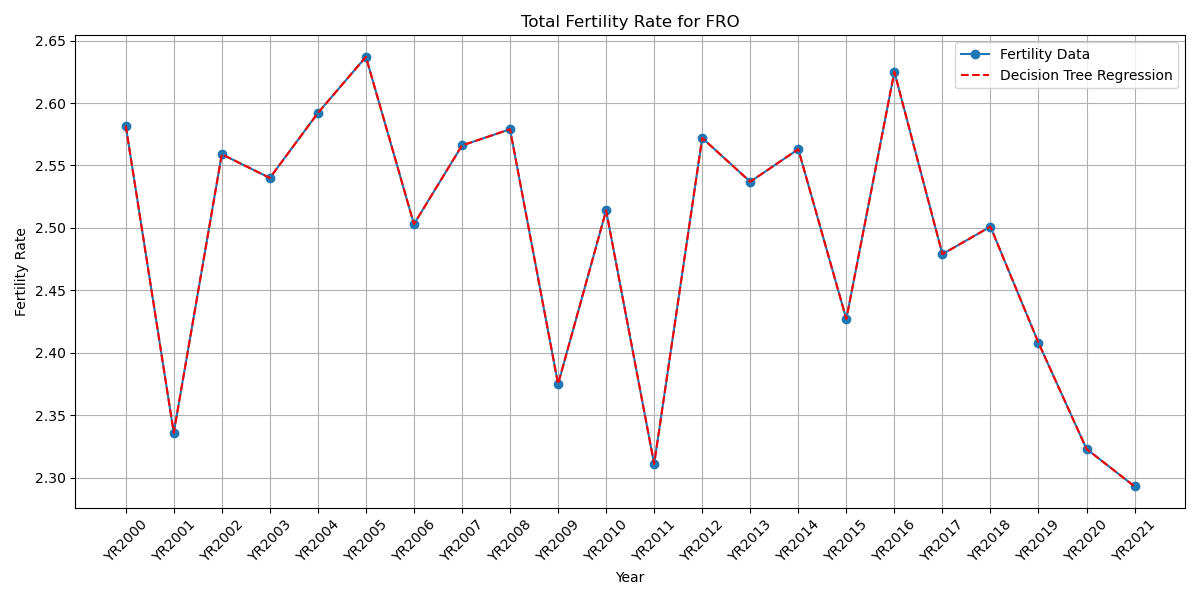 Total Fertility Rate for FRO
Fertility Data
Decision Tree Regression
Fertility Rate
2.65
2.60
2.55
2.50
2.45
2.40
2.35
2.30
YR2000
YR2001
YR2002
YR2003
YR2004
YR2005
YR2006
YR2007
YR2008
YR2009
YR2010
YR2011
YR2012
YR2013
YR2014
YR2015
YR2016
YR2017
YR2018
YR2019
YR2020
YR2021
Year